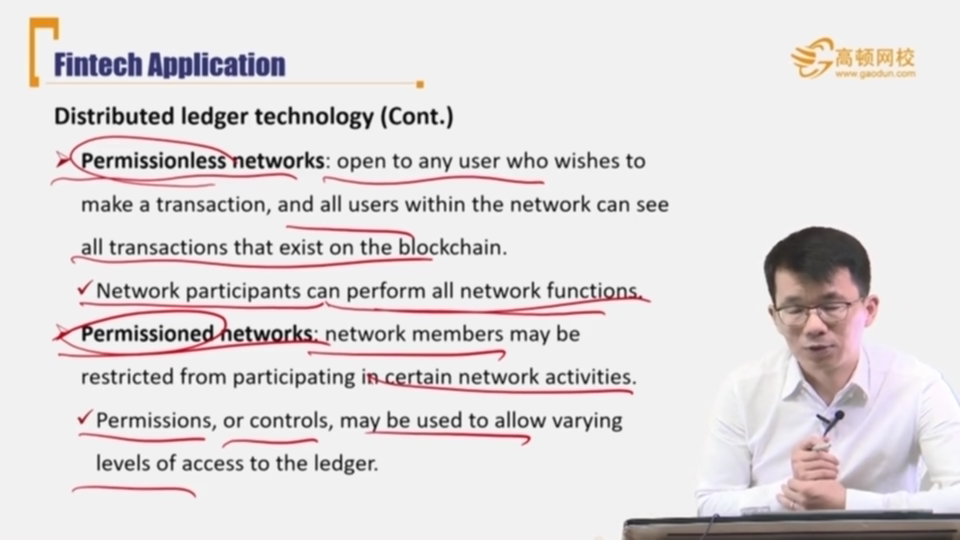 Fintech Application
高顿网校
www.gaodun.com
Distributed ledger technology (Cont.)
Permissionless networks: open to any user who wishes to
make a transaction, and all users within the network can see
all transactions that exist on the blockchain.
Network participants can perform all network functions.
Permissioned networks: network members may be
restricted from participating in certain network activities.
Permissions, or controls, may be used to allow varying
levels of access to the ledger.